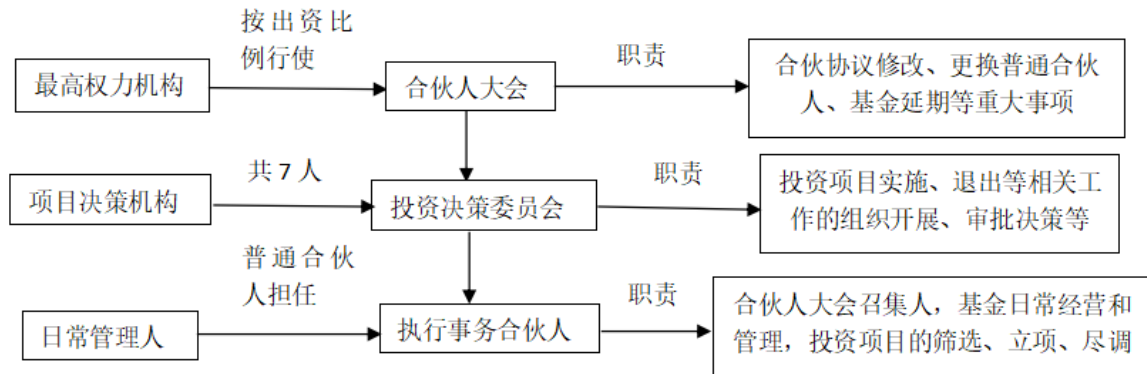 按出资比
例行使
最高权力机构
合伙人大会
职责
合伙协议修改、更换普通合伙
人、基金延期等重大事项
共 7 人
项目决策机构
投资决策委员会
职责
投资项目实施、退出等相关工
作的组织开展、审批决策等
普通合伙
人担任
日常管理人
执行事务合伙人
职责
合伙人大会召集人，基金日常经营和
管理，投资项目的筛选、立项、尽调